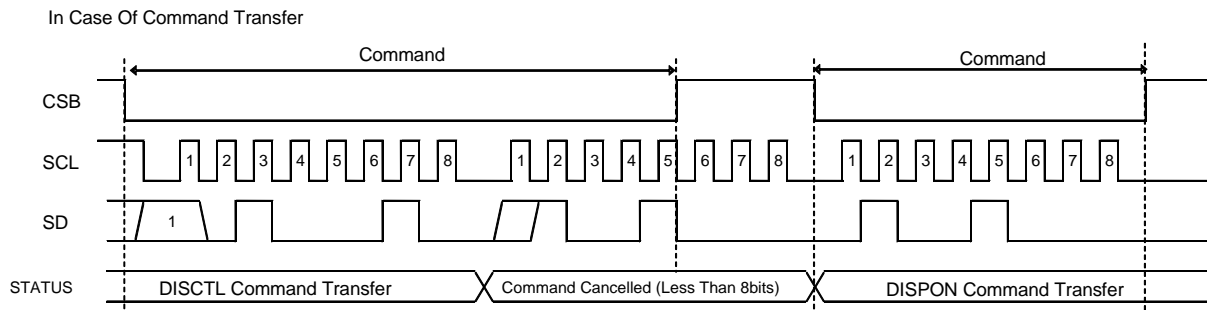 In Case Of Command Transfer
Command
Command
CSB
SCL
1 2 3 4 5 6 7 8 1 2 3 4 5 6 7 8 1 2 3 4 5 6 7 8
SD
1
STATUS
DISCTL Command Transfer
Command Cancelled (Less Than 8bits)
DISPON Command Transfer